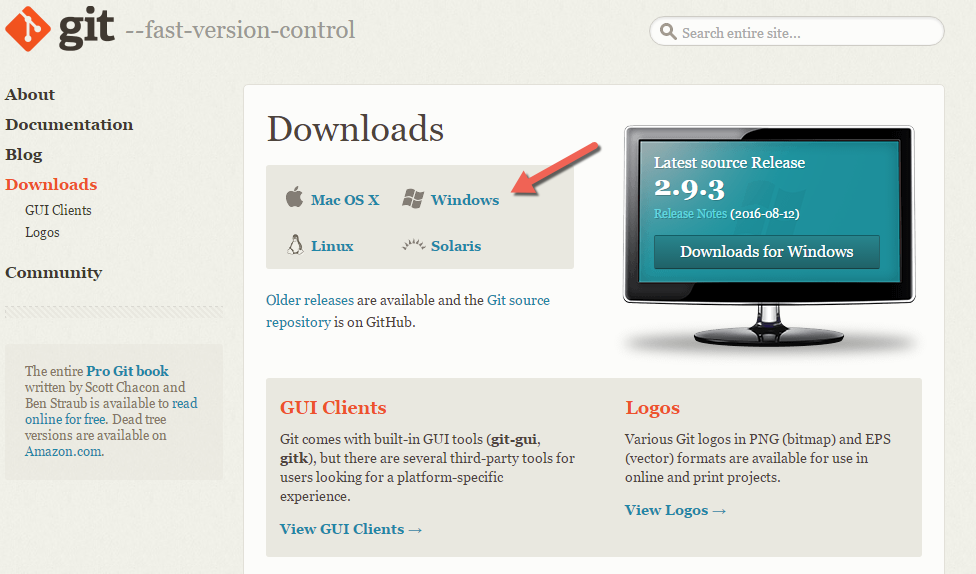 git --fast-version-control
Search entire site...
About
Documentation
Blog
Downloads
GUI Clients
Logos
Community
The entire Pro Git book
written by Scott Chacon and
Ben Straub is available to read
online for free. Dead tree
versions are available on
Amazon.com.
Downloads
Mac OS X
Windows
Linux
Solaris
Older releases are available and the Git source
repository is on GitHub.
Latest source Release
2.9.3
Release Notes (2016-08-12)
Downloads for Windows
GUI Clients
Git comes with built-in GUI tools (git-gui,
gitk), but there are several third-party tools for
users looking for a platform-specific
experience.
View GUI Clients →
Logos
Various Git logos in PNG (bitmap) and EPS
(vector) formats are available for use in
online and print projects.
View Logos →